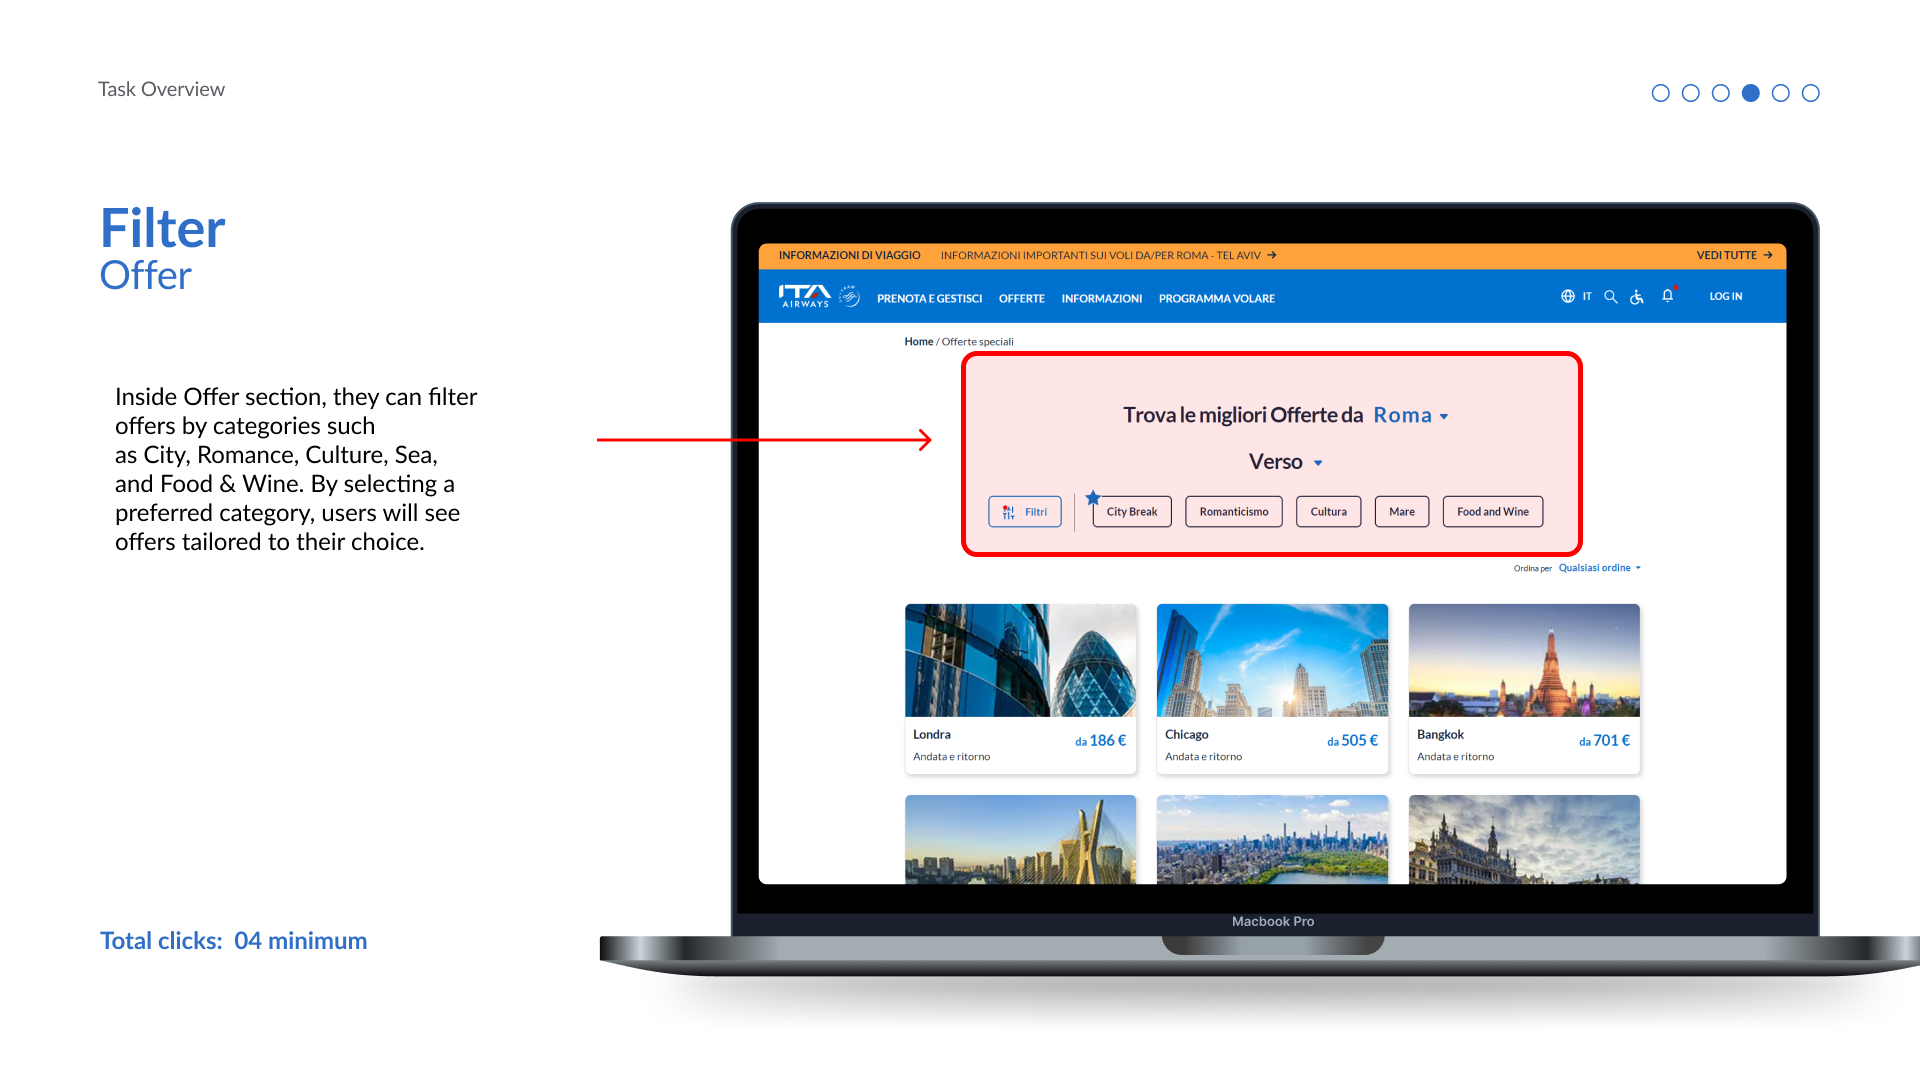 Task Overview
Filter
Offer
Inside Offer section, they can filter
offers by categories such
as City, Romance, Culture, Sea,
and Food & Wine. By selecting a
preferred category, users will see
offers tailored to their choice.
Total clicks:  04 minimum
INFORMAZIONI DI VIAGGIO INFORMAZIONI IMPORTANTI SUI VOLI DA/PER ROMA - TEL AVIV → VEDI TUTTE →
ITA AIRWAYS
PRENOTA E GESTISCI OFFERTE INFORMAZIONI PROGRAMMA VOLARE IT LOG IN
Home / Offerte speciali
Trova le migliori Offerte da Roma
Verso
Filtri City Break Romanticismo Cultura Mare Food and Wine
Ordina per Qualsiasi ordine
Londra da 186 €
Andata e ritorno
Chicago da 505 €
Andata e ritorno
Bangkok da 701 €
Andata e ritorno
Macbook Pro